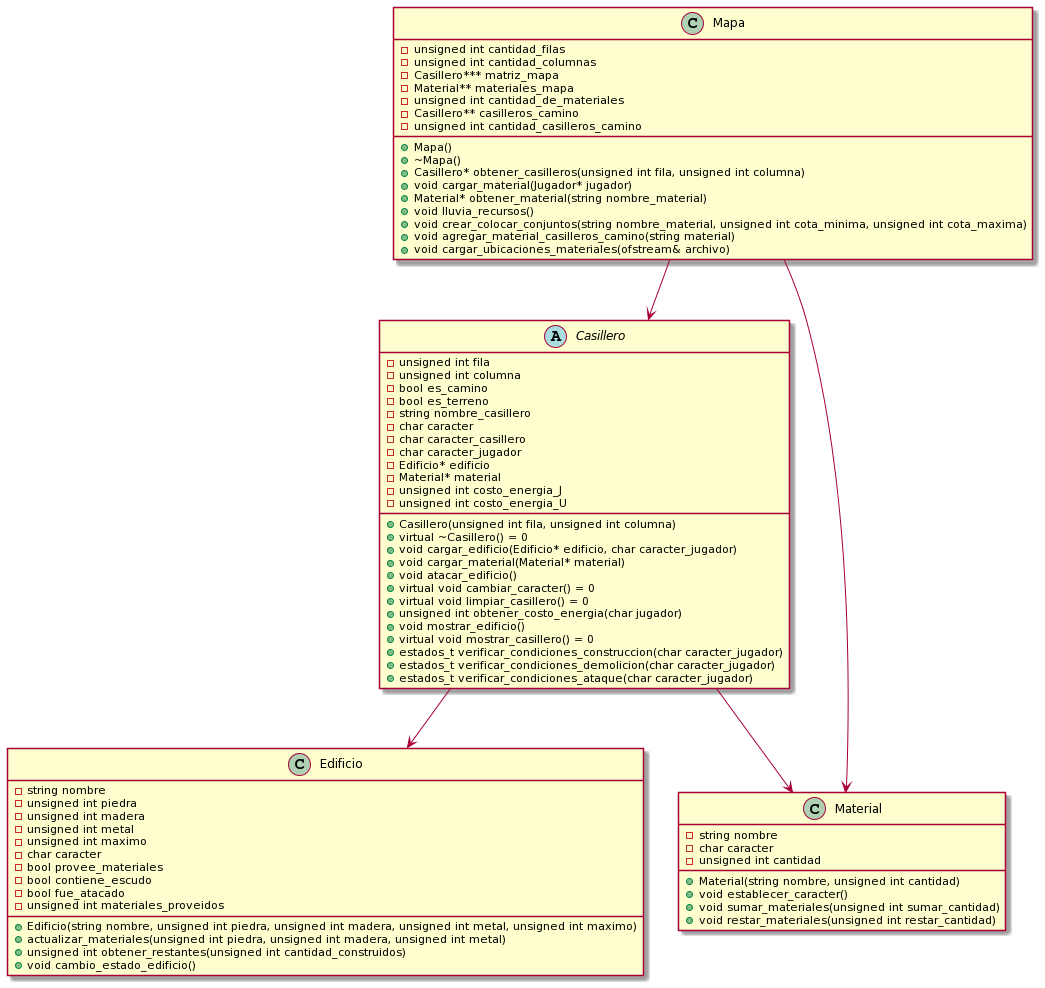 C Mapa
unsigned int cantidad_filas
unsigned int cantidad_columnas
Casillero*** matriz_mapa
Material** materiales_mapa
unsigned int cantidad_de_materiales
Casillero** casilleros_camino
unsigned int cantidad_casilleros_camino
Mapa()
~Mapa()
Casillero* obtener_casilleros(unsigned int fila, unsigned int columna)
void cargar_material(Jugador* jugador)
Material* obtener_material(string nombre_material)
void lluvia_recursos()
void crear_colocar_conjuntos(string nombre_material, unsigned int cota_minima, unsigned int cota_maxima)
void agregar_material_casilleros_camino(string material)
void cargar_ubicaciones_materiales(ofstream& archivo)
A Casillero
unsigned int fila
unsigned int columna
bool es_camino
bool es_terreno
string nombre_casillero
char caracter
char caracter_casillero
char caracter_jugador
Edificio* edificio
Material* material
unsigned int costo_energia_J
unsigned int costo_energia_U
Casillero(unsigned int fila, unsigned int columna)
virtual ~Casillero() = 0
void cargar_edificio(Edificio* edificio, char caracter_jugador)
void cargar_material(Material* material)
void atacar_edificio()
virtual void cambiar_caracter() = 0
virtual void limpiar_casillero() = 0
unsigned int obtener_costo_energia(char jugador)
void mostrar_edificio()
virtual void mostrar_casillero() = 0
estados_t verificar_condiciones_construccion(char caracter_jugador)
estados_t verificar_condiciones_demolicion(char caracter_jugador)
estados_t verificar_condiciones_ataque(char caracter_jugador)
C Edificio
string nombre
unsigned int piedra
unsigned int madera
unsigned int metal
unsigned int maximo
char caracter
bool provee_materiales
bool contiene_escudo
bool fue_atacado
unsigned int materiales_proveidos
Edificio(string nombre, unsigned int piedra, unsigned int madera, unsigned int metal, unsigned int maximo)
actualizar_materiales(unsigned int piedra, unsigned int madera, unsigned int metal)
unsigned int obtener_restantes(unsigned int cantidad_construidos)
void cambio_estado_edificio()
C Material
string nombre
char caracter
unsigned int cantidad
Material(string nombre, unsigned int cantidad)
void establecer_caracter()
void sumar_materiales(unsigned int sumar_cantidad)
void restar_materiales(unsigned int restar_cantidad)